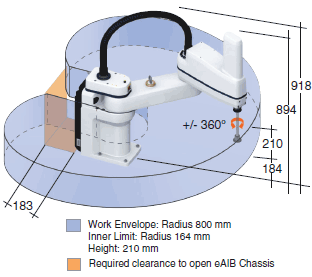 918
894
+/- 360°
210
184
183
Work Envelope: Radius 800 mm
Inner Limit: Radius 164 mm
Height: 210 mm
Required clearance to open eAIB Chassis